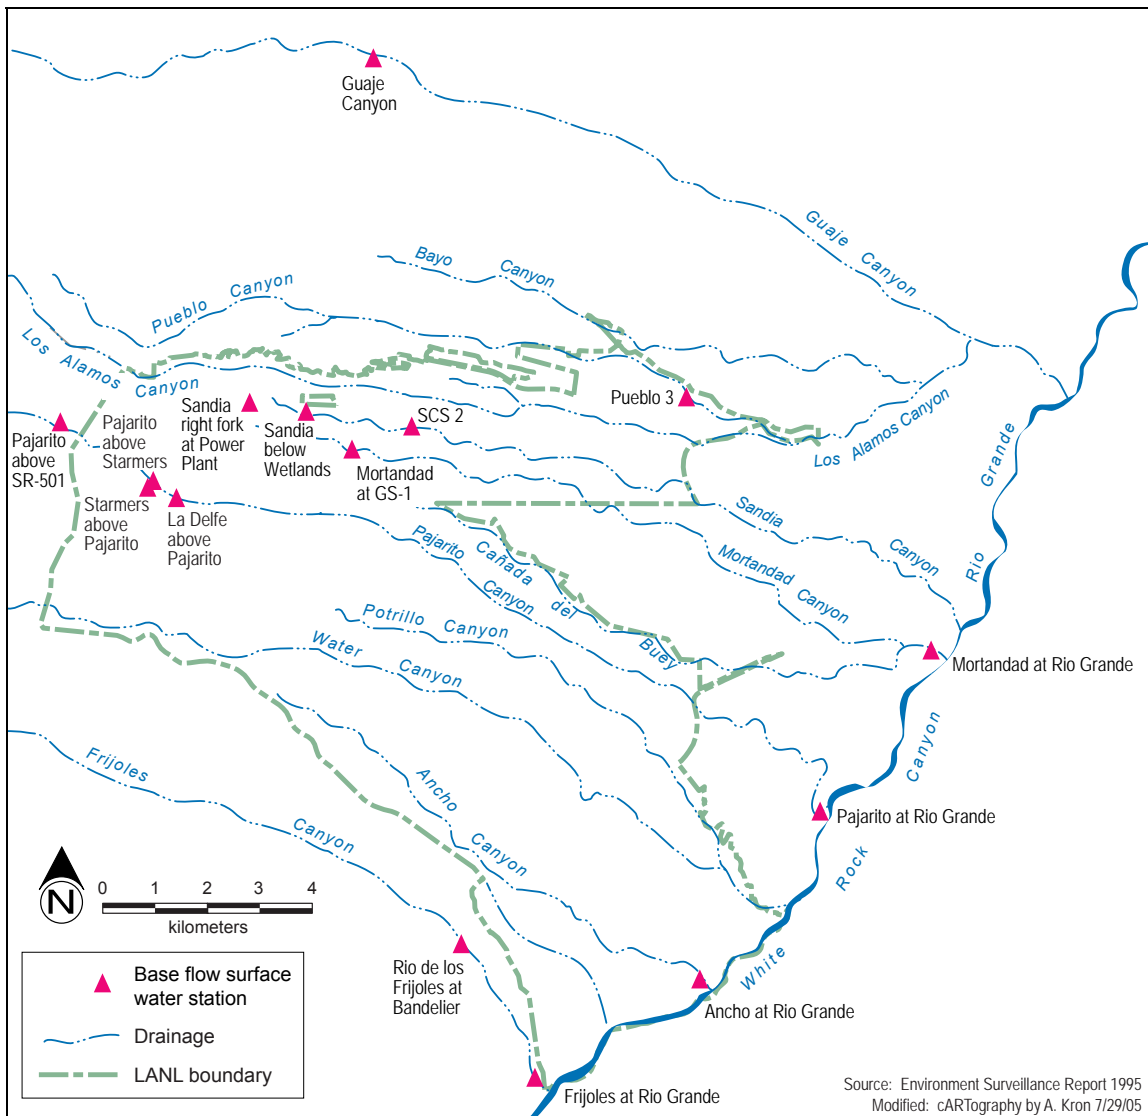 Guaje
Canyon
Guaje Canyon
Bayo Canyon
Pueblo Canyon
Los Alamos Canyon
Pueblo 3
Los Alamos Canyon
Sandia
right fork
at Power
Plant
SCS 2
Sandia
below
Wetlands
Mortandad
at GS-1
Pajarito
above
SR-501
Pajarito
above
Starmers
Starmers
above
Pajarito
La Delfe
above
Pajarito
Sandia Canyon
Mortandad Canyon
Rio Grande
Cañada del Buey
Pajarito Canyon
Potrillo Canyon
Water Canyon
Mortandad at Rio Grande
Frijoles Canyon
Ancho Canyon
Pajarito at Rio Grande
White Rock Canyon
N
0 1 2 3 4
kilometers
Rio de los
Frijoles at
Bandelier
Ancho at Rio Grande
Frijoles at Rio Grande
Base flow surface
water station
Drainage
LANL boundary
Source: Environment Surveillance Report 1995
Modified: cARTography by A. Kron 7/29/05